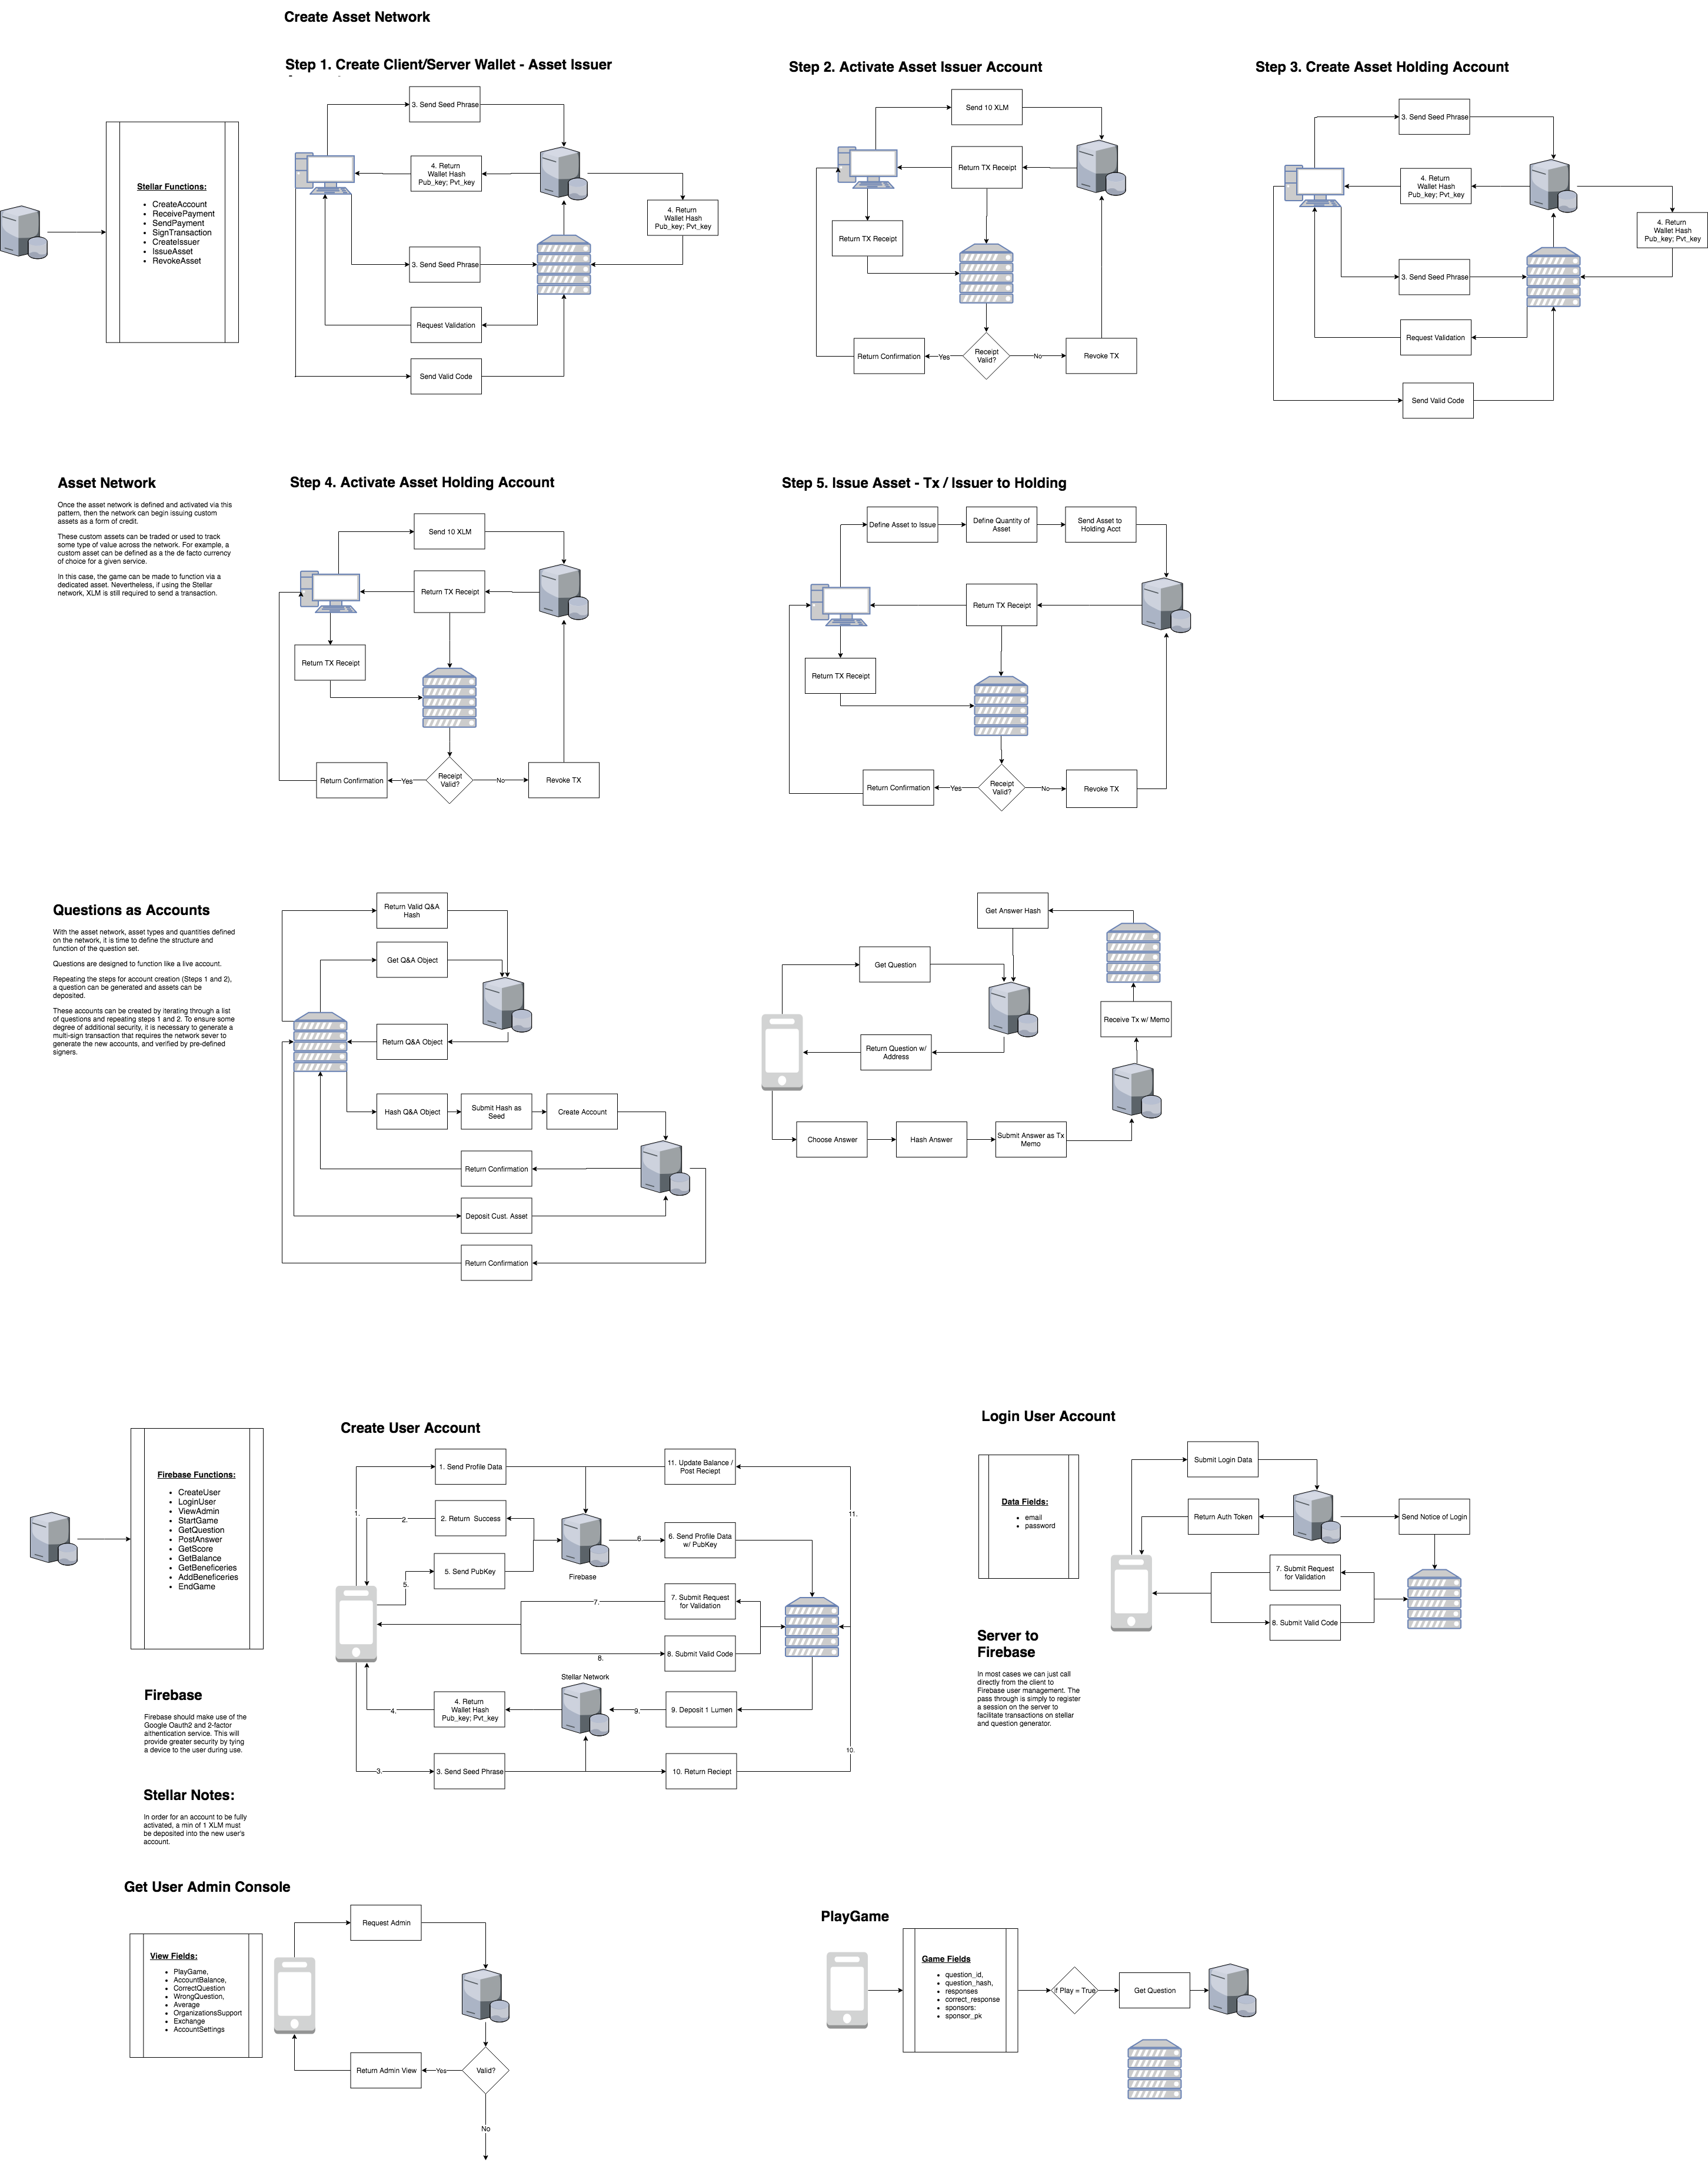 Create Asset Network
Step 1. Create Client/Server Wallet - Asset Issuer
Step 2. Activate Asset Issuer Account
Step 3. Create Asset Holding Account
Stellar Functions:
CreateAccount
ReceivePayment
SendPayment
SignTransaction
CreateIssuer
IssueAsset
RevokeAsset
3. Send Seed Phrase
4. Return
Wallet Hash
Pub_key; Pvt_key
4. Return
Wallet Hash
Pub_key; Pvt_key
3. Send Seed Phrase
Request Validation
Send Valid Code
Send 10 XLM
Return TX Receipt
Return TX Receipt
Receipt
Valid?
Yes
No
Return Confirmation
Revoke TX
3. Send Seed Phrase
4. Return
Wallet Hash
Pub_key; Pvt_key
4. Return
Wallet Hash
Pub_key; Pvt_key
3. Send Seed Phrase
Request Validation
Send Valid Code
Asset Network
Once the asset network is defined and activated via this
pattern, then the network can begin issuing custom
assets as a form of credit.
These custom assets can be traded or used to track
some type of value across the network. For example, a
custom asset can be defined as a the de facto currency
of choice for a given service.
In this case, the game can be made to function via a
dedicated asset. Nevertheless, if using the Stellar
network, XLM is still required to send a transaction.
Step 4. Activate Asset Holding Account
Send 10 XLM
Return TX Receipt
Return TX Receipt
Receipt
Valid?
Yes
No
Return Confirmation
Revoke TX
Step 5. Issue Asset - Tx / Issuer to Holding
Define Asset to Issue
Define Quantity of
Asset
Send Asset to
Holding Acct
Return TX Receipt
Return TX Receipt
Receipt
Valid?
Yes
No
Return Confirmation
Revoke TX
Questions as Accounts
With the asset network, asset types and quantities defined
on the network, it is time to define the structure and
function of the question set.
Questions are designed to function like a live account.
Repeating the steps for account creation (Steps 1 and 2),
a question can be generated and assets can be
deposited.
These accounts can be created by iterating through a list
of questions and repeating steps 1 and 2. To ensure some
degree of additional security, it is necessary to generate a
multi-sign transaction that requires the network sever to
generate the new accounts, and verified by pre-defined
signers.
Return Valid Q&A
Hash
Get Q&A Object
Return Q&A Object
Hash Q&A Object
Submit Hash as
Seed
Create Account
Return Confirmation
Deposit Cust. Asset
Return Confirmation
Get Answer Hash
Get Question
Receive Tx w/ Memo
Return Question w/
Address
Choose Answer
Hash Answer
Submit Answer as Tx
Memo
Firebase Functions:
CreateUser
LoginUser
ViewAdmin
StartGame
GetQuestion
PostAnswer
GetScore
GetBalance
GetBeneficeries
AddBeneficeries
EndGame
Create User Account
1. Send Profile Data
11. Update Balance /
Post Reciept
1.
2.
2. Return  Success
11.
6.
6. Send Profile Data
w/ PubKey
Firebase
5. Send PubKey
5.
7.
7. Submit Request
for Validation
8.
8. Submit Valid Code
Stellar Network
4.
4. Return
Wallet Hash
Pub_key; Pvt_key
9.
9. Deposit 1 Lumen
10.
3.
3. Send Seed Phrase
10. Return Reciept
Login User Account
Data Fields:
email
password
Submit Login Data
Return Auth Token
Send Notice of Login
7. Submit Request
for Validation
8. Submit Valid Code
Server to
Firebase
In most cases we can just call
directly from the client to
Firebase user management. The
pass through is simply to register
a session on the server to
facilitate transactions on stellar
and question generator.
Firebase
Firebase should make use of the
Google Oauth2 and 2-factor
aithentication service. This will
provide greater security by tying
a device to the user during use.
Stellar Notes:
In order for an account to be fully
activated, a min of 1 XLM must
be deposited into the new user's
account.
Get User Admin Console
View Fields:
PlayGame,
AccountBalance,
CorrectQuestion
WrongQuestion,
Average
OrganizationsSupport
Exchange
AccountSettings
Request Admin
Return Admin View
Yes
Valid?
No
PlayGame
Game Fields
question_id,
question_hash,
responses
correct_response
sponsors:
sponsor_pk
if Play = True
Get Question